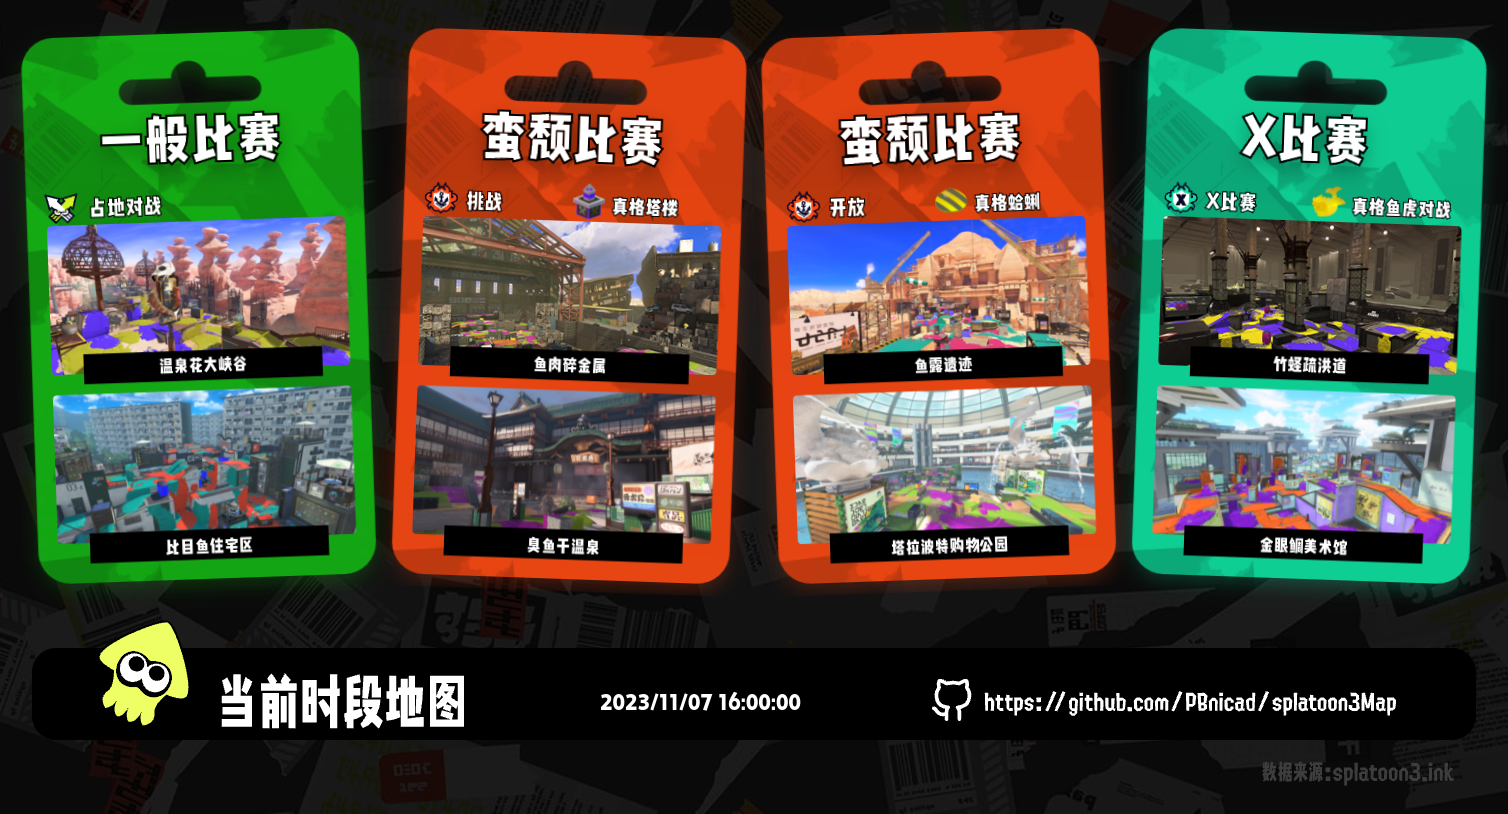 一般比赛
占地对战
温泉花大峡谷
比目鱼住宅区
蛮颓比赛
挑战
真格塔楼
鱼肉碎金属
臭鱼干温泉
蛮颓比赛
开放
真格蛤蜊
鱼露遗迹
塔拉波特购物公园
X比赛
X比赛
真格鱼虎对战
竹蛏疏洪道
金眼鲷美术馆
当前时段地图
2023/11/07 16:00:00
https://github.com/PBnicad/splatoon3Map
数据来源:splatoon3.ink